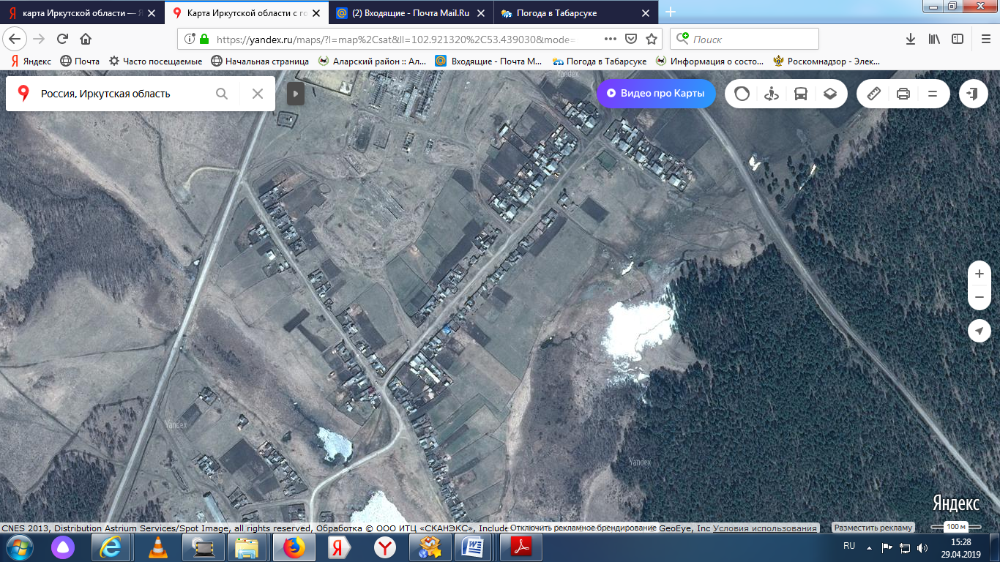 карта Иркутской области — Я
Карта Иркутской области с го
(2) Входящие - Почта Mail.Ru
Погода в Табарсуке
https://yandex.ru/maps/?l=map%2Csat&ll=102.921320%2C53.439030&mode=
Поиск
Яндекс
Почта
Часто посещаемые
Начальная страница
Аларский район :: Ал...
Входящие - Почта М...
Погода в Табарсуке
Информация о состо...
Роскомнадзор - Элек...
Россия, Иркутская область
Видео про Карты
Yandex
Yandex
Yandex
Яндекс
CNES 2013, Distribution Astrium Services/Spot Image, all rights reserved, Обработка © ООО ИТЦ «СКАНЭКС», Include
Отключить рекламное брендирование
GeoEye, Inc
Условия использования
Разместить рекламу
100 м
RU
15:28
29.04.2019